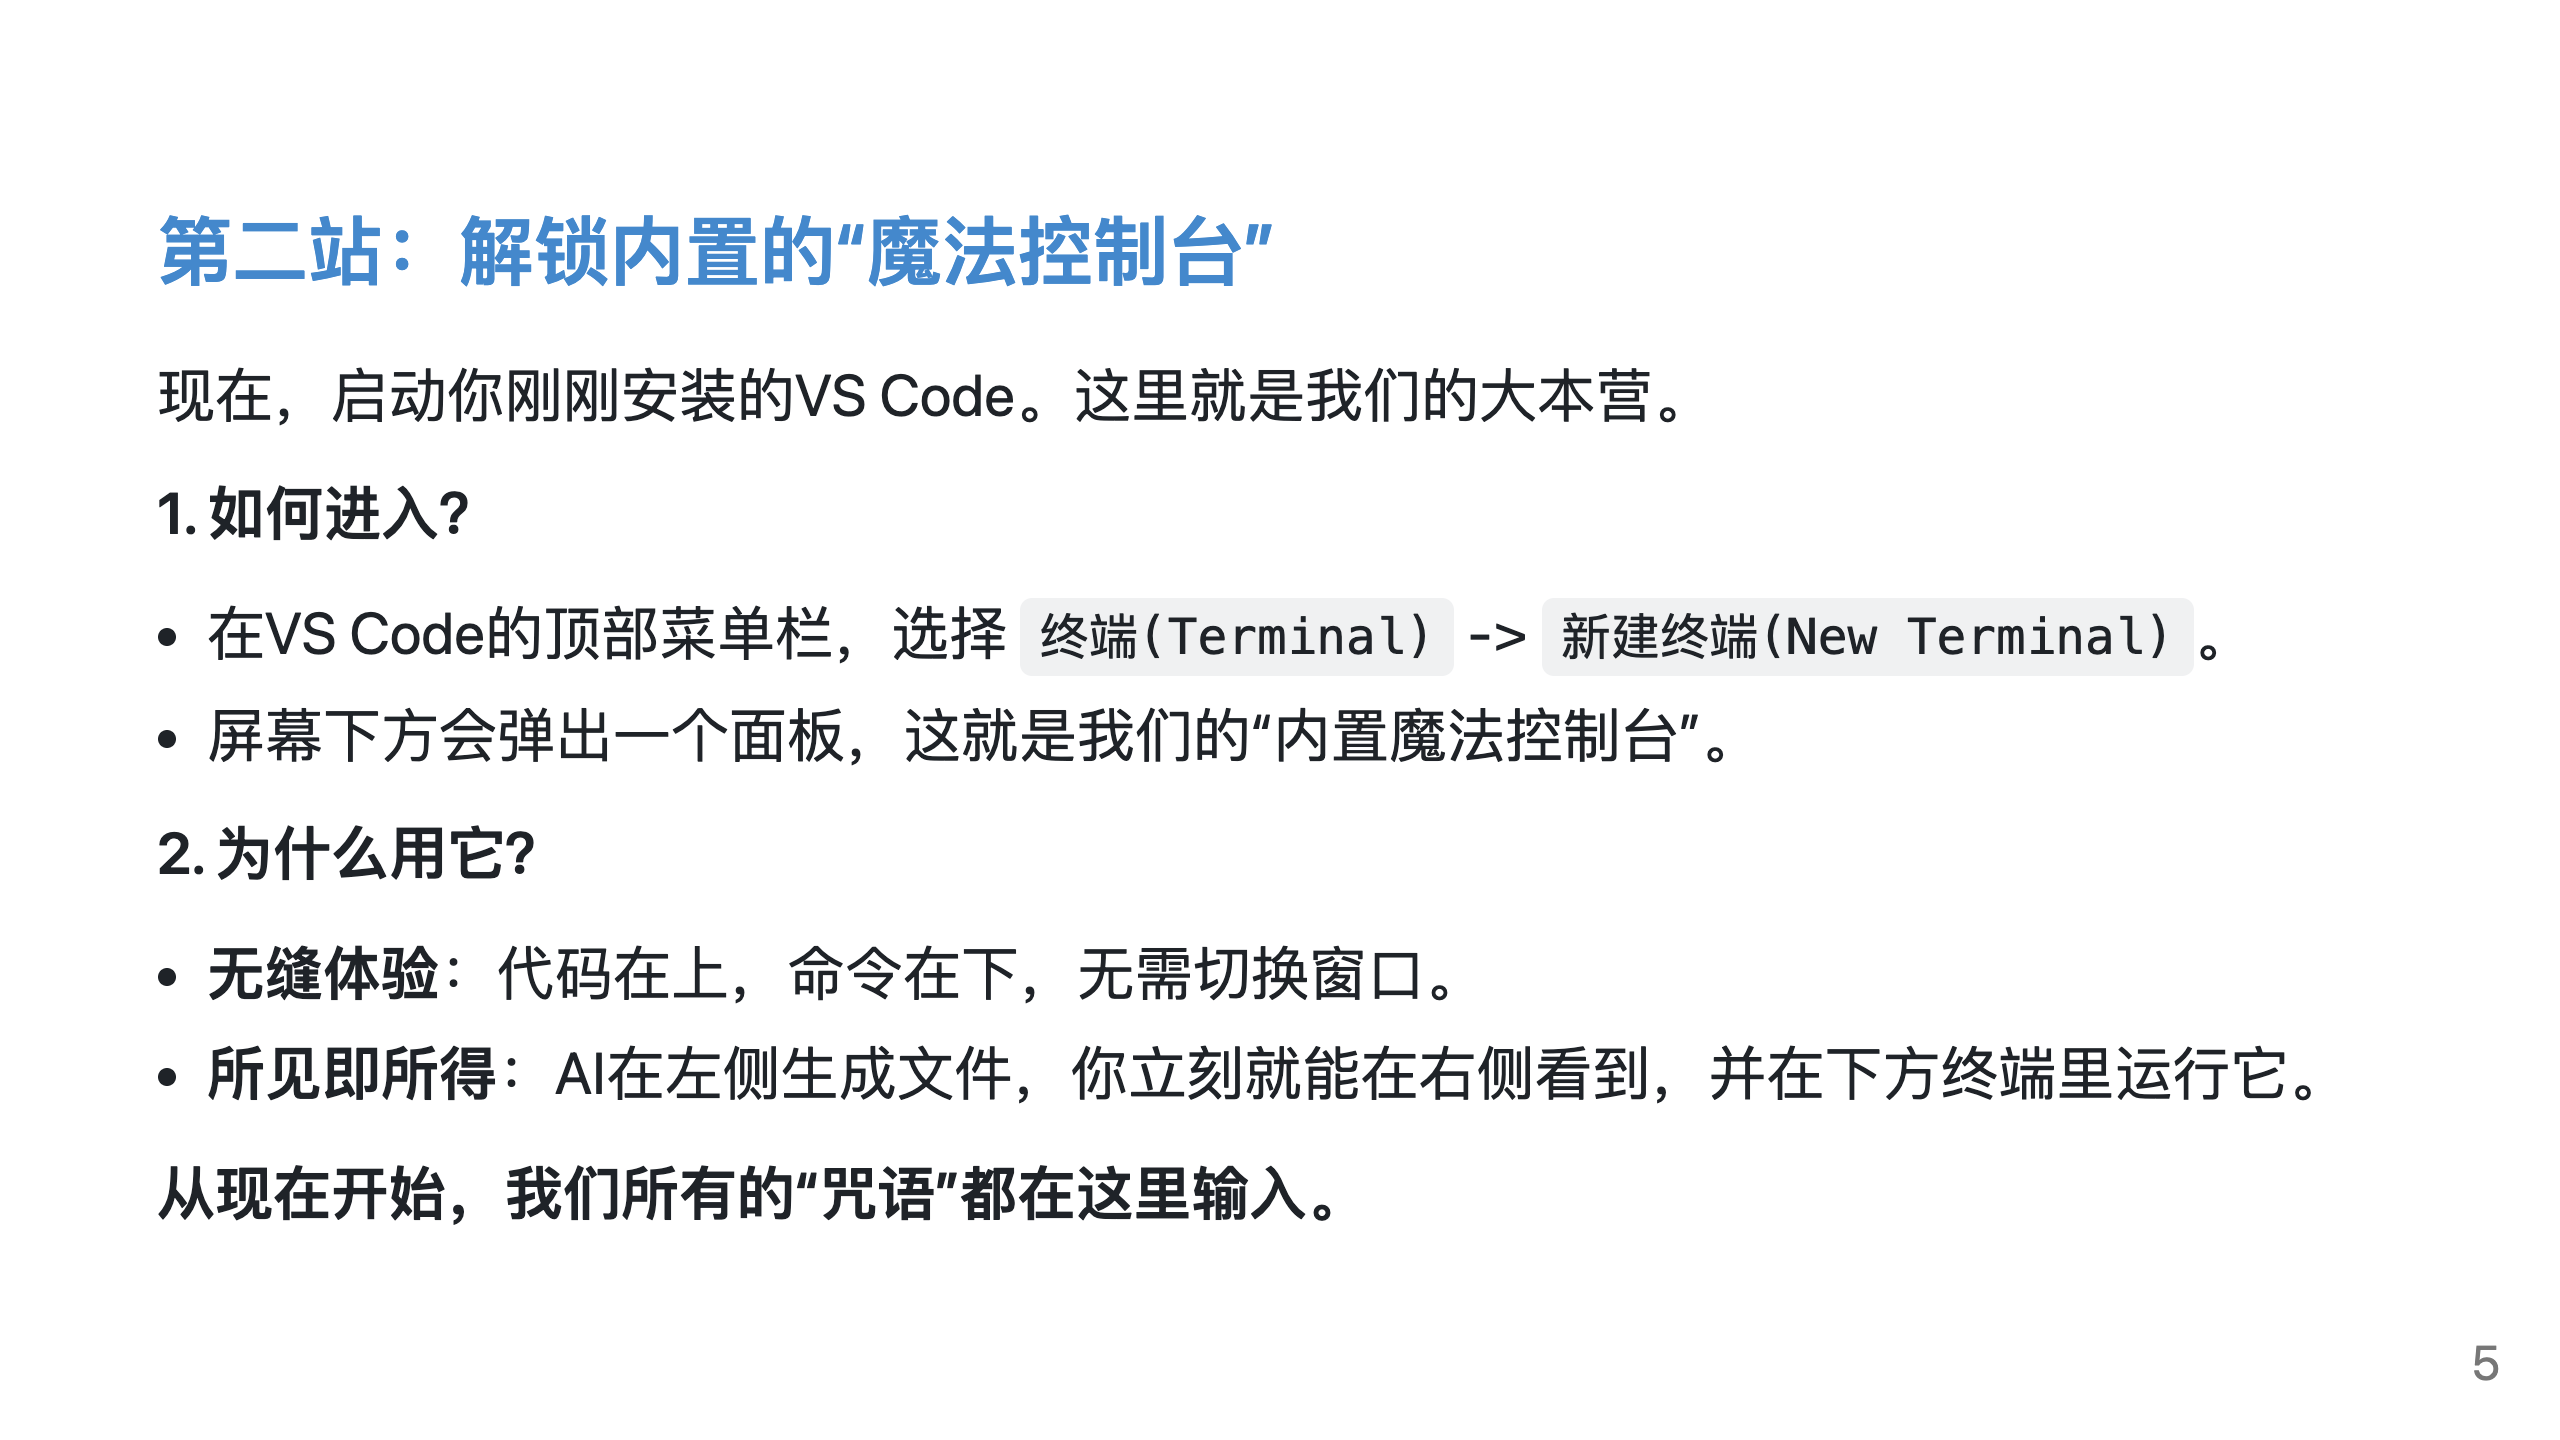 第二站：解锁内置的“魔法控制台”
现在，启动你刚刚安装的VS Code。这里就是我们的大本营。
1. 如何进入?
• 在VS Code的顶部菜单栏，选择 终端(Terminal) -> 新建终端(New Terminal) 。
• 屏幕下方会弹出一个面板，这就是我们的“内置魔法控制台”。
2. 为什么用它?
• 无缝体验：代码在上，命令在下，无需切换窗口。
• 所见即所得：AI在左侧生成文件，你立刻就能在右侧看到，并在下方终端里运行它。
从现在开始，我们所有的“咒语”都在这里输入。
5